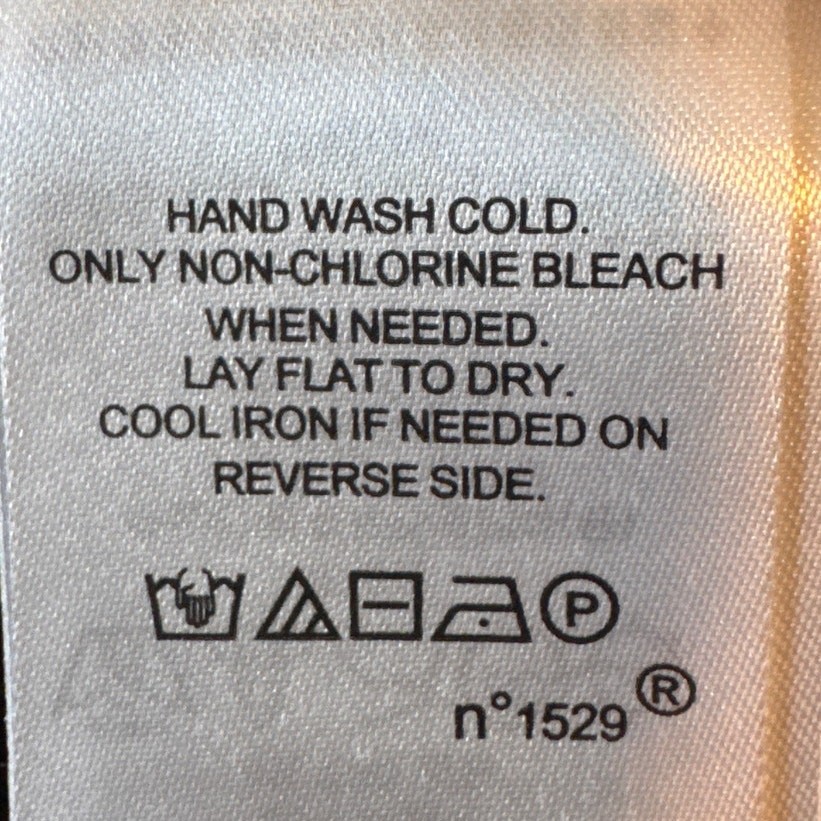 HAND WASH COLD.
ONLY NON-CHLORINE BLEACH
WHEN NEEDED.
LAY FLAT TO DRY.
COOL IRON IF NEEDED ON
REVERSE SIDE.
P
n°1529®